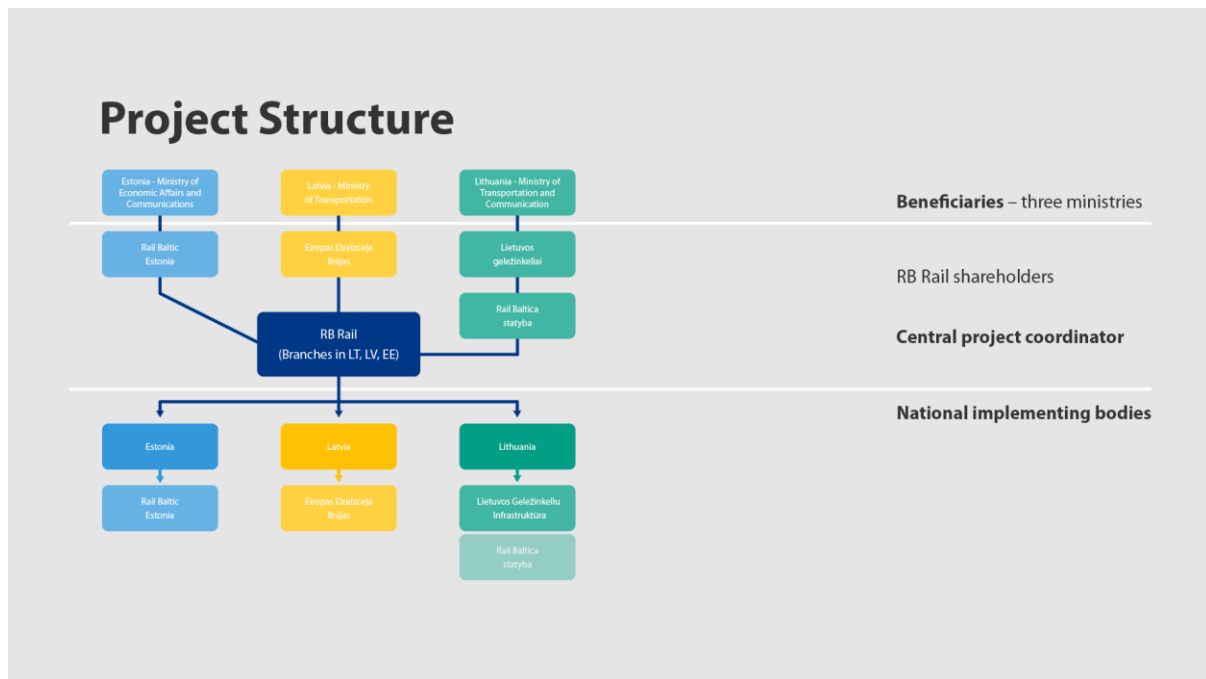 Project Structure
Estonia - Ministry of
Economic Affairs and
Communications
Latvia - Ministry
of Transportation
Lithuania - Ministry of
Transportation and
Communication
Beneficiaries – three ministries
Rail Baltic
Estonia
Eiropas Dzelzceļa
līnijas
Lietuvos
geležinkeliai
RB Rail shareholders
Rail Baltica
statyba
RB Rail
(Branches in LT, LV, EE)
Central project coordinator
National implementing bodies
Estonia
Latvia
Lithuania
Rail Baltic
Estonia
Eiropas Dzelzceļa
līnijas
Lietuvos Geležinkeliu
Infrastruktūra
Rail Baltica
statyba